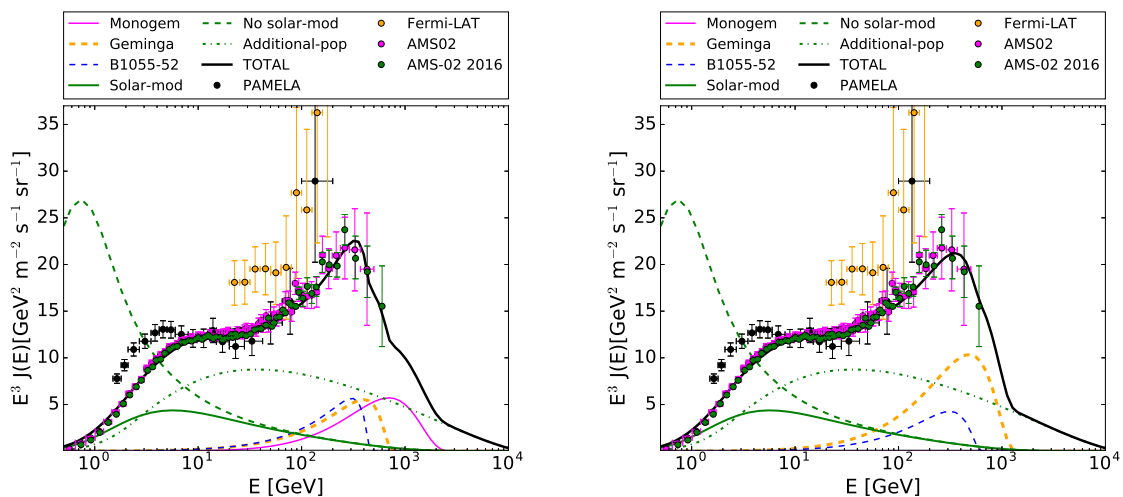 Monogem No solar-mod Fermi-LAT
Geminga Additional-pop AMS02
B1055-52 TOTAL AMS-02 2016
Solar-mod PAMELA
35
30
25
20
15
10
5
E³ J(E)[GeV² m⁻² s⁻¹ sr⁻¹]
10⁰ 10¹ 10² 10³ 10⁴
E [GeV]
Monogem No solar-mod Fermi-LAT
Geminga Additional-pop AMS02
B1055-52 TOTAL AMS-02 2016
Solar-mod PAMELA
35
30
25
20
15
10
5
E³ J(E)[GeV² m⁻² s⁻¹ sr⁻¹]
10⁰ 10¹ 10² 10³ 10⁴
E [GeV]